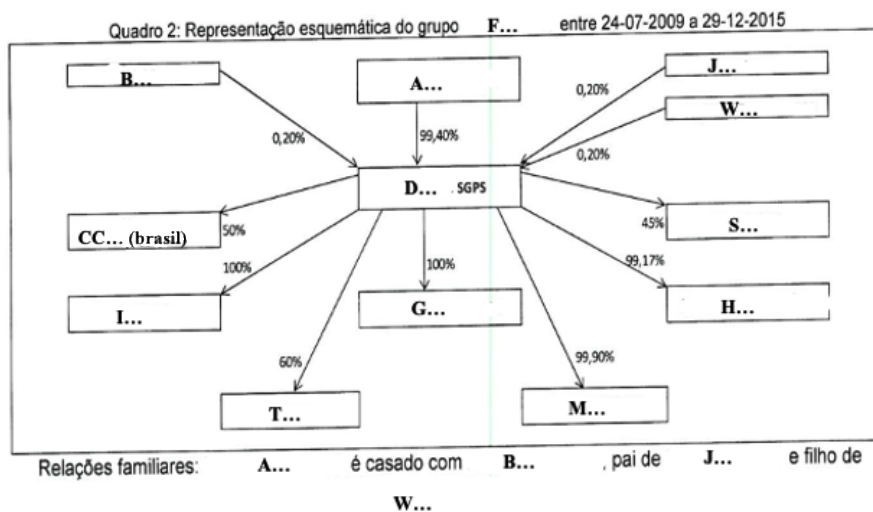 Quadro 2: Representação esquemática do grupo F... entre 24-07-2009 a 29-12-2015
B... A... J...
0,20%
W...
0,20% 99,40% 0,20%
D... SGPS
CC... (brasil) 50% 45% S...
100% 100% 99,17%
I... G... H...
60% 99,90%
T... M...
Relações familiares: A... é casado com B... , pai de J... e filho de
W...